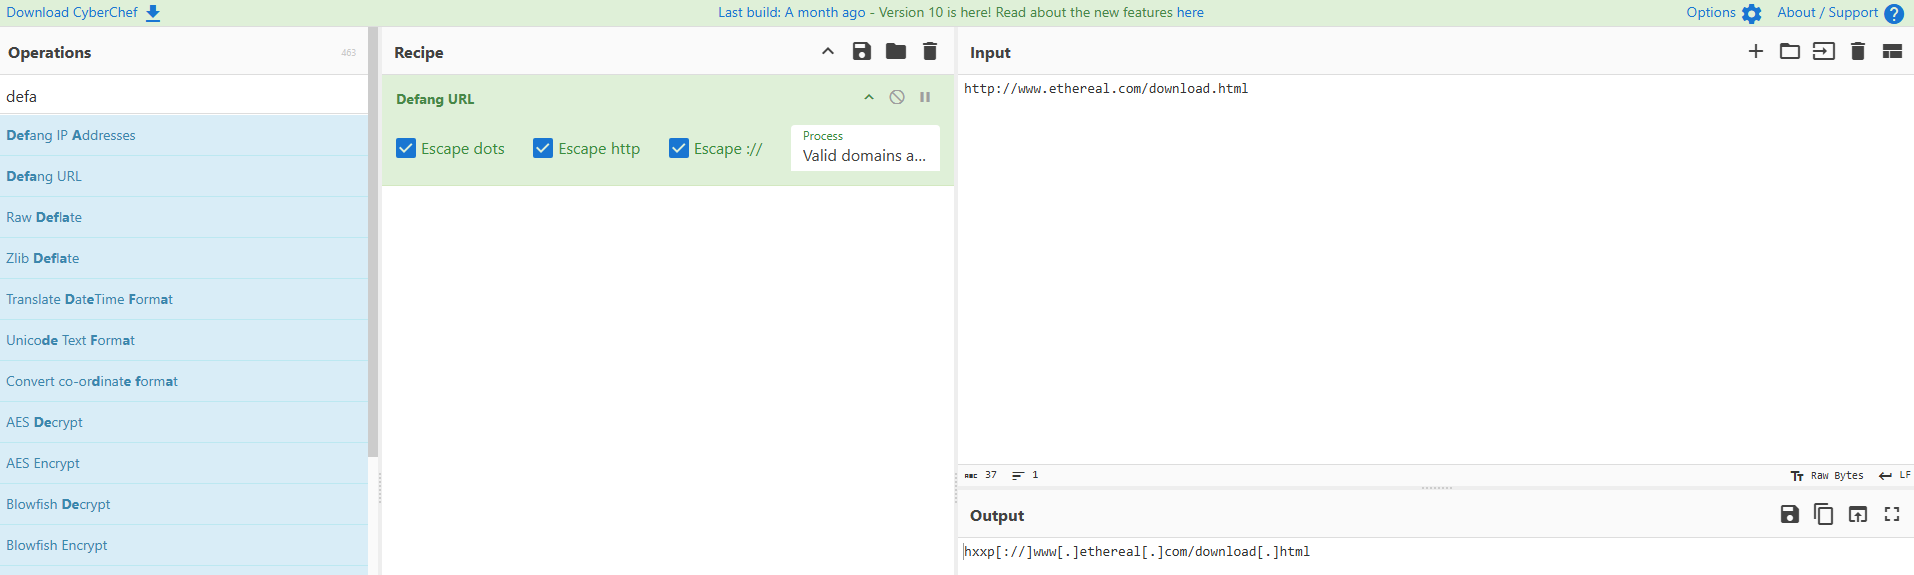 Download CyberChef
Last build: A month ago - Version 10 is here! Read about the new features here
Options
About / Support
Operations
463
defa
Defang IP Addresses
Defang URL
Raw Deflate
Zlib Deflate
Translate DateTime Format
Unicode Text Format
Convert co-ordinate format
AES Decrypt
AES Encrypt
Blowfish Decrypt
Blowfish Encrypt
Recipe
Defang URL
Escape dots
Escape http
Escape ://
Process
Valid domains a...
Input
http://www.ethereal.com/download.html
ABC 37
1
Tт Raw Bytes
LF
Output
hxxp[://]www[.]ethereal[.]com/download[.]html